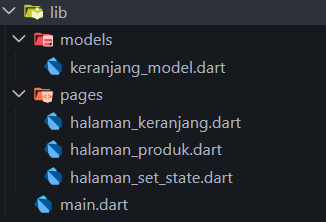 lib
models
keranjang_model.dart
pages
halaman_keranjang.dart
halaman_produk.dart
halaman_set_state.dart
main.dart